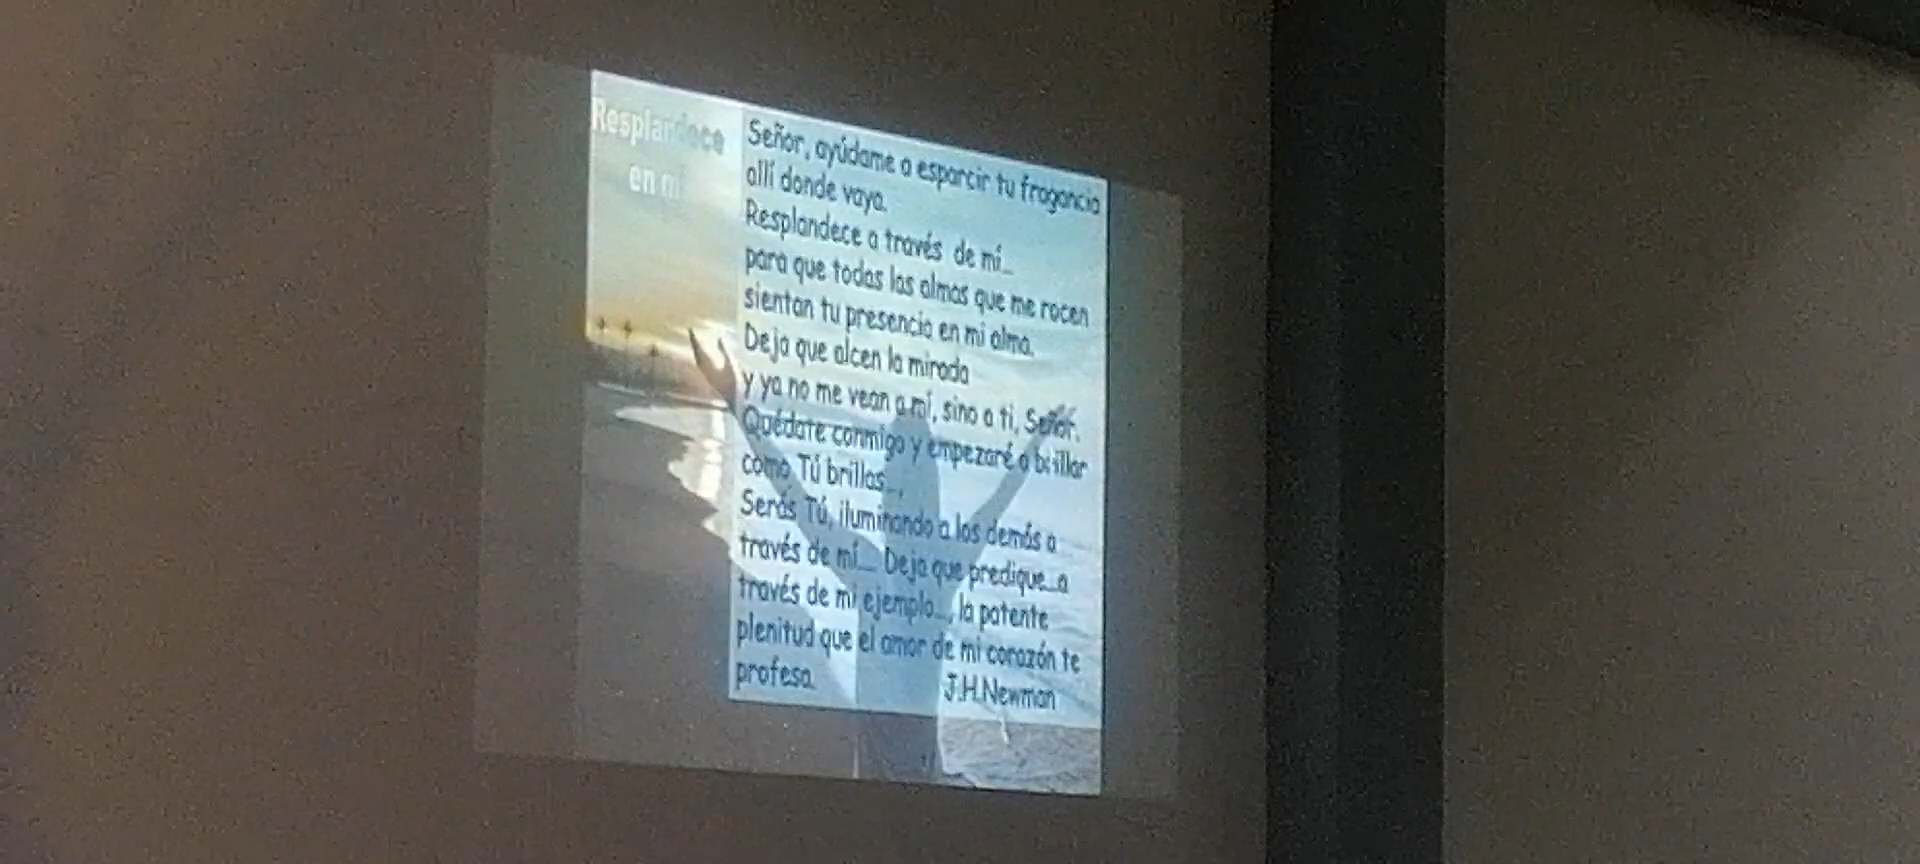 Resplandece
en mí
Señor, ayúdame a esparcir tu fragancia
allí donde vaya.
Resplandece a través de mí...
para que todas las almas que me rocen
sientan tu presencia en mi alma.
Deja que alcen la mirada
y ya no me vean a mí, sino a ti, Señor.
Quédate conmigo y empezaré a brillar
como Tú brillas...,
Serás Tú, iluminando a los demás a
través de mí.... Deja que predique...a
través de mi ejemplo...., la patente
plenitud que el amor de mi corazón te
profesa. J.H.Newman